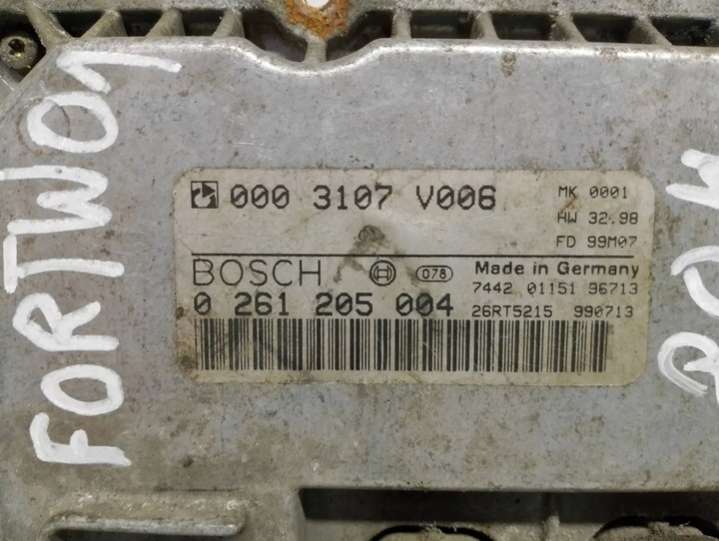 FORTWO1
000 3107 V006
MK 0001
HW 32.98
FD 99M07
BOSCH
078
Made in Germany
0 261 205 004
7442 01151 96713
26RT5215 990713